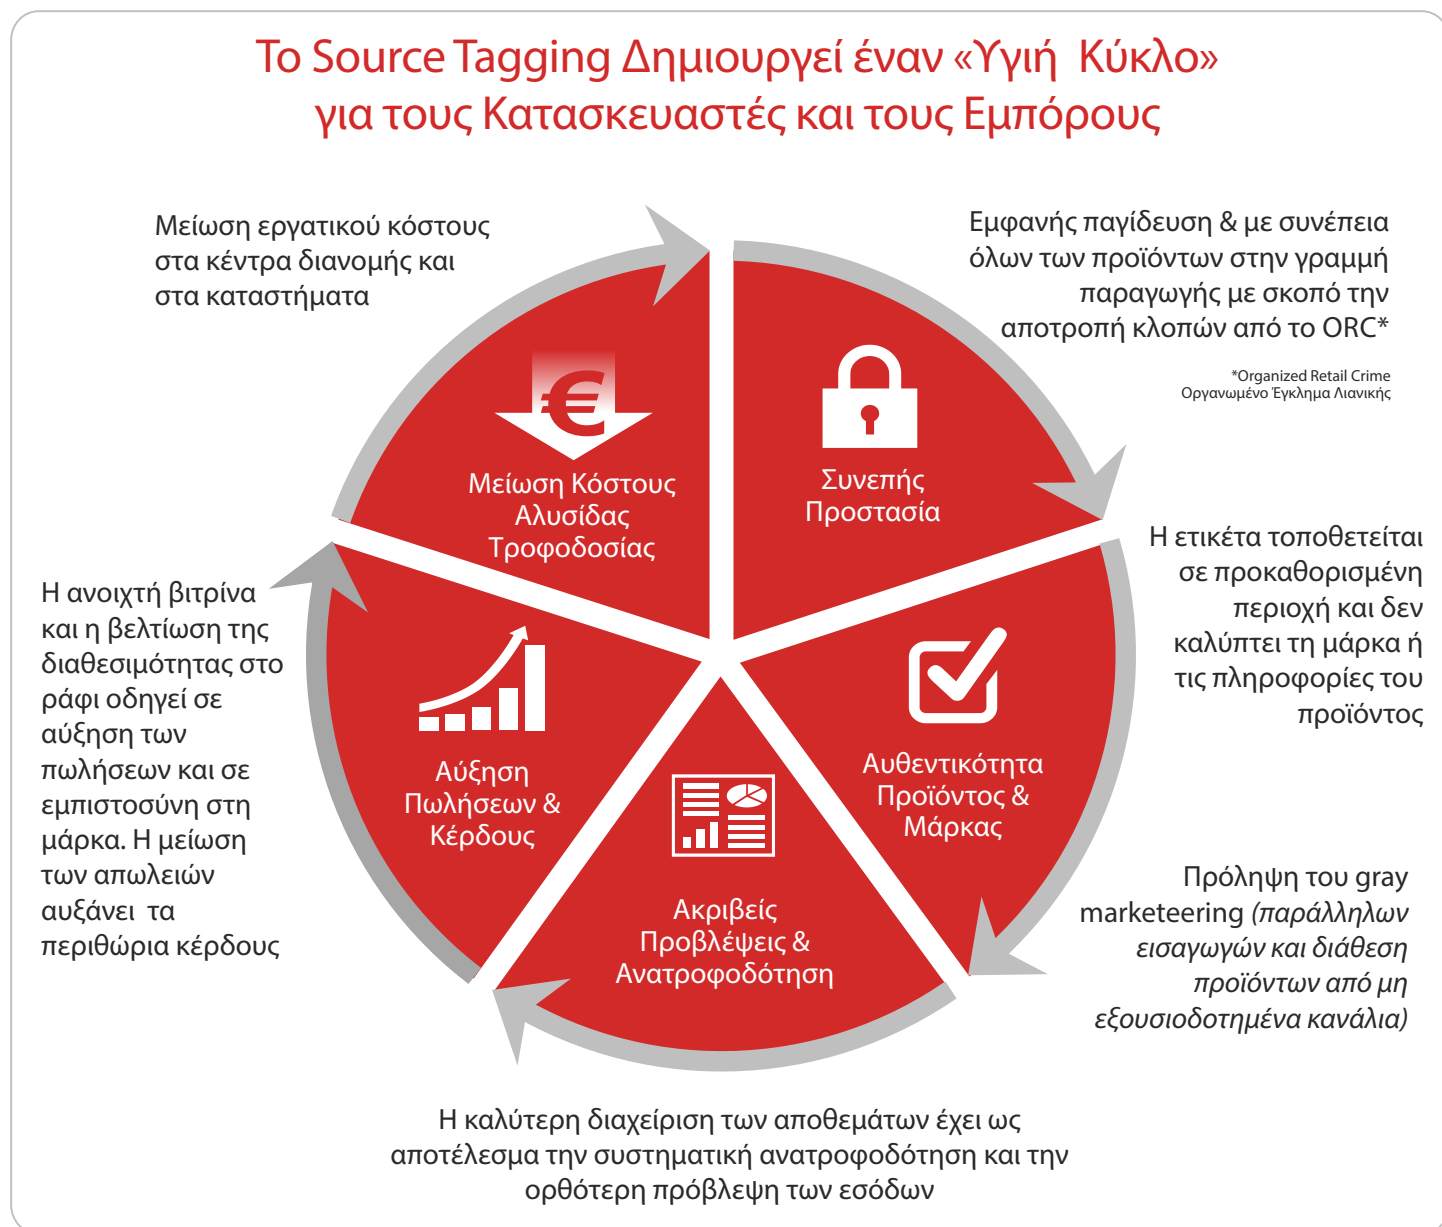 Το Source Tagging Δημιουργεί έναν «Υγιή Κύκλο»
για τους Κατασκευαστές και τους Εμπόρους
Μείωση εργατικού κόστους
στα κέντρα διανομής και
στα καταστήματα
Εμφανής παγίδευση & με συνέπεια
όλων των προϊόντων στην γραμμή
παραγωγής με σκοπό την
αποτροπή κλοπών από το ORC*
*Organized Retail Crime
Οργανωμένο Έγκλημα Λιανικής
€
Μείωση Κόστους
Αλυσίδας
Τροφοδοσίας
Συνεπής
Προστασία
Η ετικέτα τοποθετείται
σε προκαθορισμένη
περιοχή και δεν
καλύπτει τη μάρκα ή
τις πληροφορίες του
προϊόντος
Η ανοιχτή βιτρίνα
και η βελτίωση της
διαθεσιμότητας στο
ράφι οδηγεί σε
αύξηση των
πωλήσεων και σε
εμπιστοσύνη στη
μάρκα. Η μείωση
των απωλειών
αυξάνει τα
περιθώρια κέρδους
Αύξηση
Πωλήσεων &
Κέρδους
Αυθεντικότητα
Προϊόντος &
Μάρκας
Ακριβείς
Προβλέψεις &
Ανατροφοδότηση
Πρόληψη του gray
marketeering (παράλληλων
εισαγωγών και διάθεση
προϊόντων από μη
εξουσιοδοτημένα κανάλια)
Η καλύτερη διαχείριση των αποθεμάτων έχει ως
αποτέλεσμα την συστηματική ανατροφοδότηση και την
ορθότερη πρόβλεψη των εσόδων